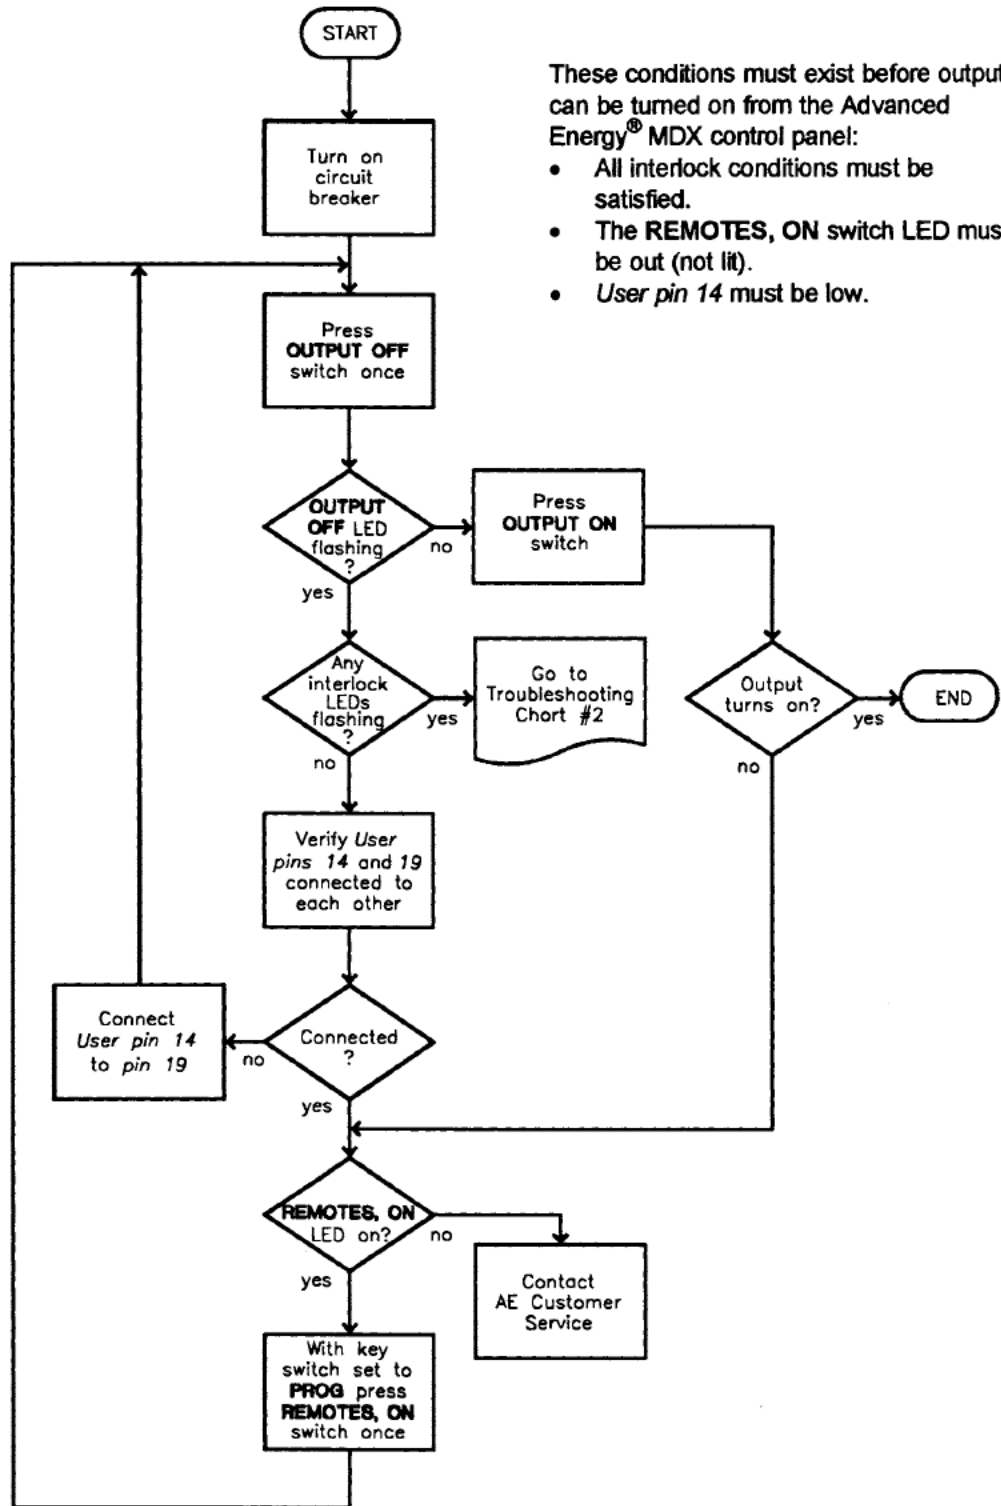 START
These conditions must exist before output
can be turned on from the Advanced
Energy® MDX control panel:
• All interlock conditions must be
satisfied.
• The REMOTES, ON switch LED mus
be out (not lit).
• User pin 14 must be low.
Turn on
circuit
breaker
Press
OUTPUT OFF
switch once
OUTPUT
OFF LED
flashing
?
no
yes
Press
OUTPUT ON
switch
Any
interlock
LEDs
flashing
?
yes
no
Go to
Troubleshooting
Chort #2
Output
turns on?
yes
no
END
Verify User
pins 14 and 19
connected to
each other
Connected
?
no
yes
Connect
User pin 14
to pin 19
REMOTES, ON
LED on?
no
yes
Contact
AE Customer
Service
With key
switch set to
PROG press
REMOTES, ON
switch once